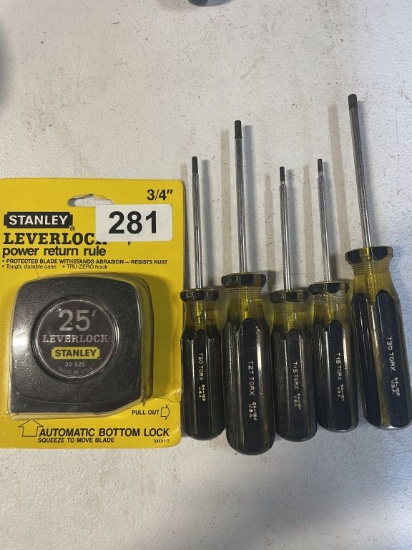 3/4"
STANLEY
281
LEVERLOCK
power return rule
• PROTECTED BLADE WITHSTANDS ABRASION – RESISTS RUST
• Tough, durable case • TRU-ZERO hook
25'
LEVERLOCK
STANLEY
PULL OUT
AUTOMATIC BOTTOM LOCK
SQUEEZE TO MOVE BLADE
T20 TORX
U.S.A.
T27 TORX
U.S.A.
T15 TORX
U.S.A.
T15 TORX
U.S.A.
T30 TORX
U.S.A.